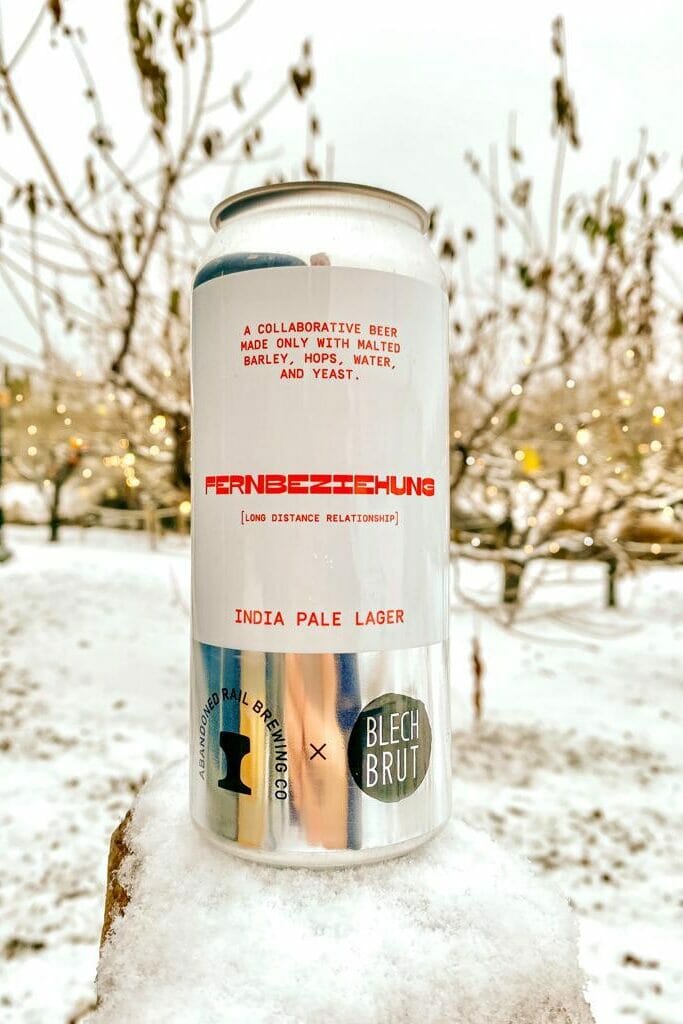 A COLLABORATIVE BEER
MADE ONLY WITH MALTED
BARLEY, HOPS, WATER,
AND YEAST.
FERNBEZIEHUNG
[LONG DISTANCE RELATIONSHIP]
INDIA PALE LAGER
ABANDONED RAIL BREWING CO
×
BLECH
BRUT